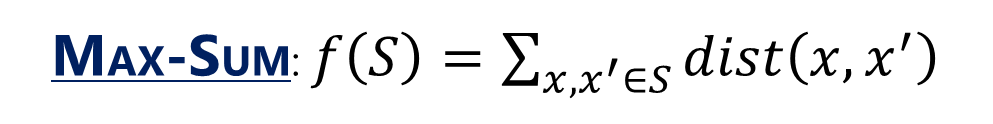 MAX-SUM: f(S) = ∑_{x,x′∈S} dist(x, x′)